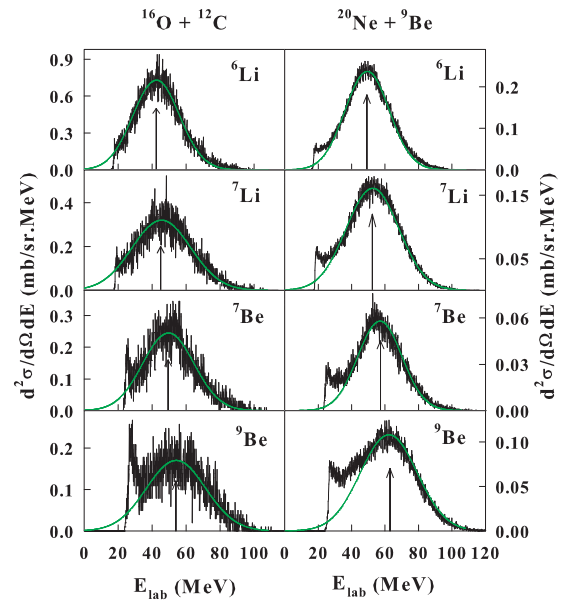 ¹⁶O + ¹²C
²⁰Ne + ⁹Be
d²σ/dΩdE (mb/sr.MeV)
0.9
0.6
0.3
0.0
⁶Li
⁶Li
0.2
0.1
0.0
0.4
0.2
0.0
⁷Li
⁷Li
0.15
0.05
0.3
0.2
0.1
0.0
⁷Be
⁷Be
0.06
0.03
0.00
0.2
0.1
0.0
⁹Be
⁹Be
0.10
0.05
0.00
d²σ/dΩdE (mb/sr.MeV)
0 20 40 60 80 100
0 20 40 60 80 100 120
E_lab (MeV)
E_lab (MeV)